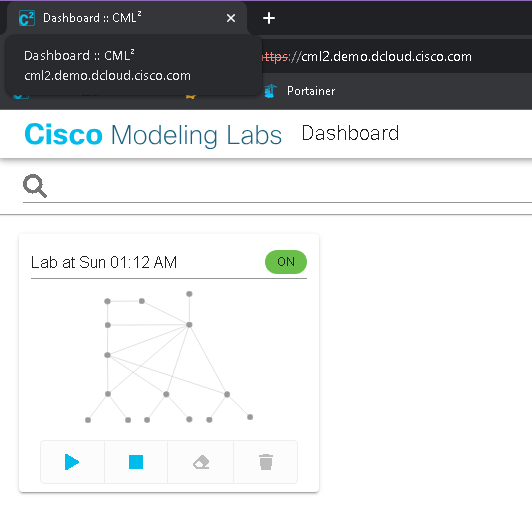 Dashboard :: CML²
Dashboard :: CML²
cml2.demo.dcloud.cisco.com
https://cml2.demo.dcloud.cisco.com
Portainer
Cisco Modeling Labs Dashboard
Lab at Sun 01:12 AM
ON